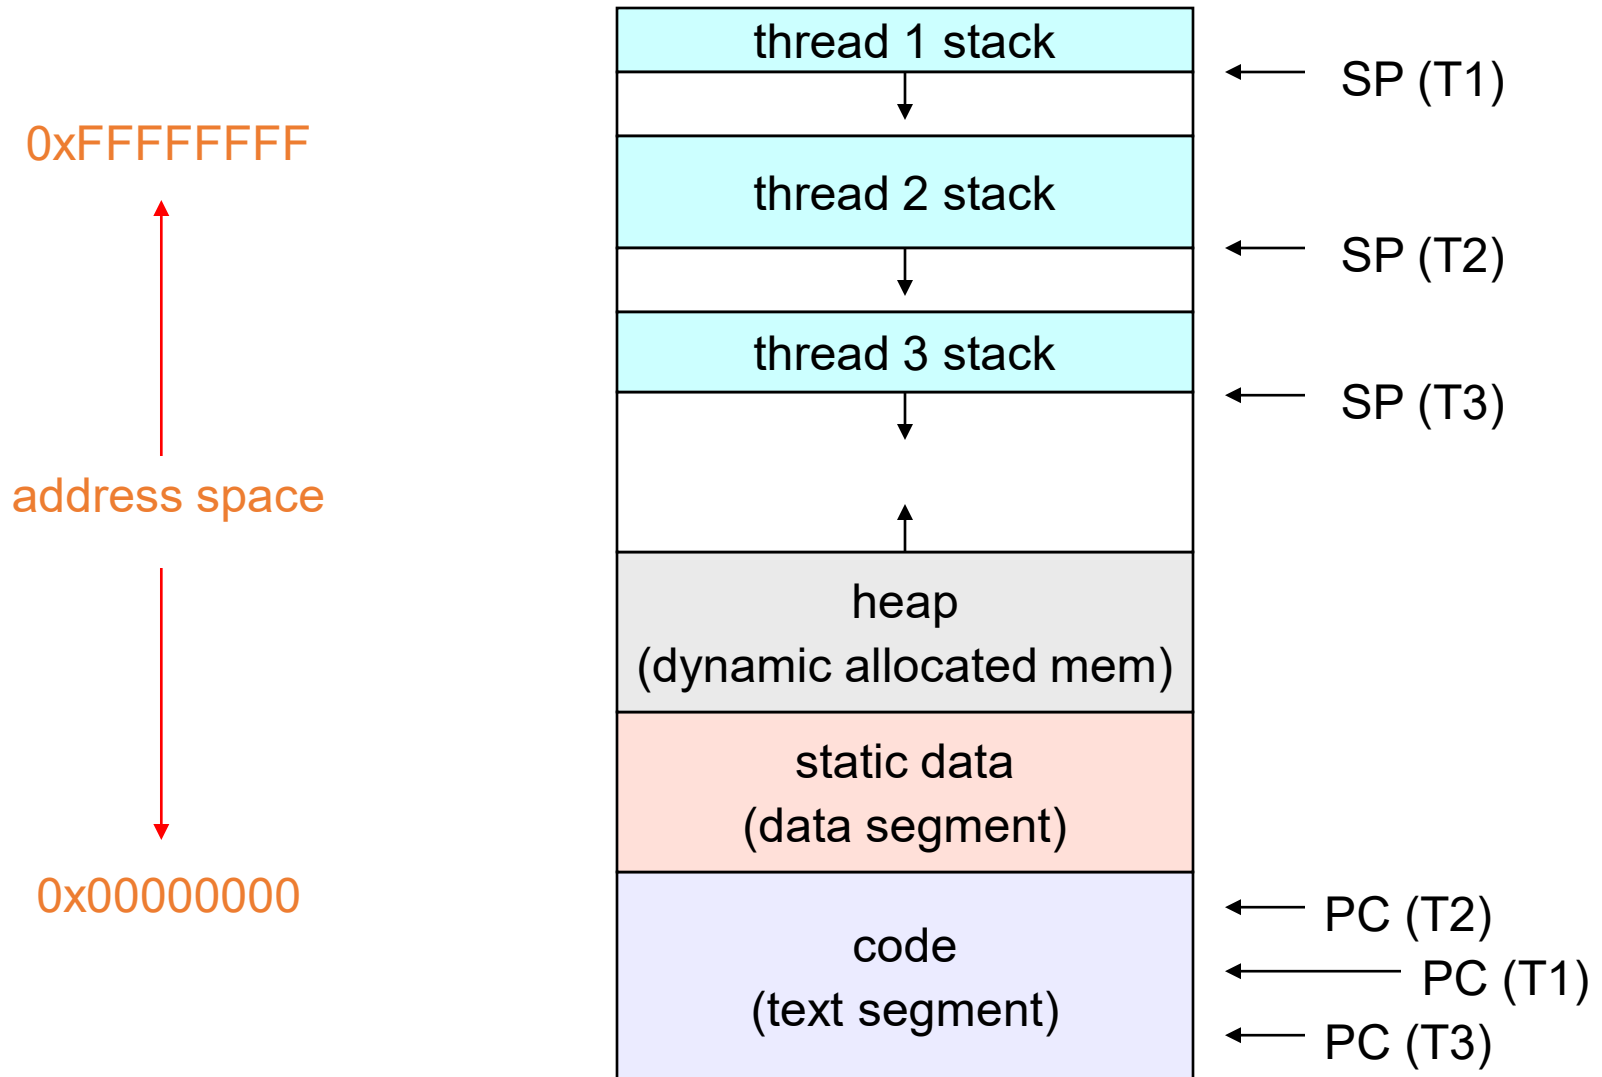 thread 1 stack
SP (T1)
0xFFFFFFFF
thread 2 stack
SP (T2)
thread 3 stack
SP (T3)
address space
heap
(dynamic allocated mem)
static data
(data segment)
0x00000000
PC (T2)
code
PC (T1)
(text segment)
PC (T3)